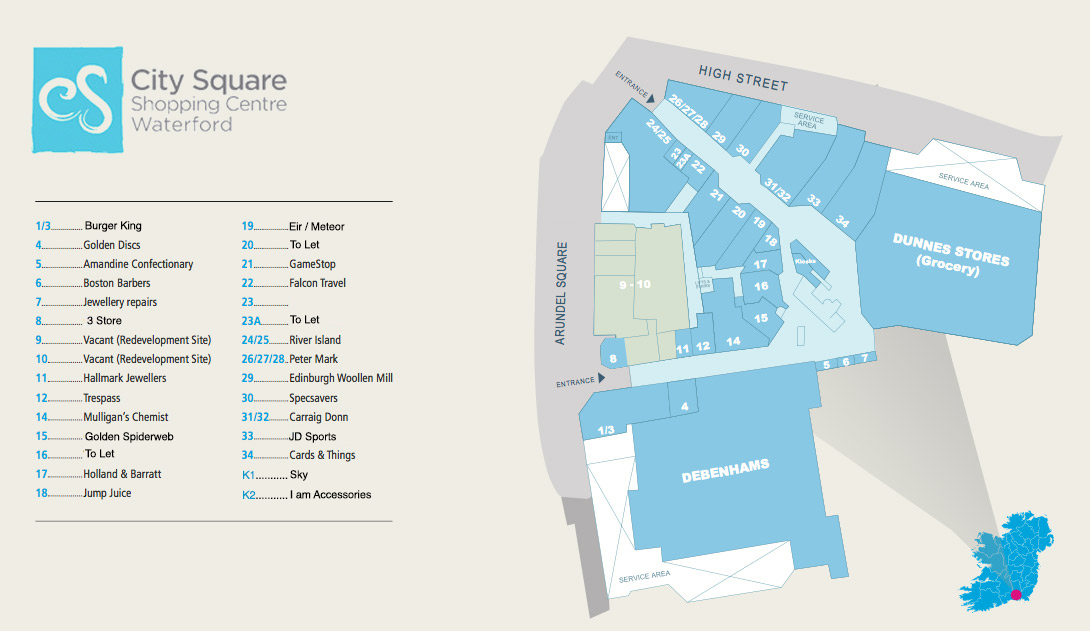 City Square
Shopping Centre
Waterford
1/3 Burger King
4 Golden Discs
5 Amandine Confectionary
6 Boston Barbers
7 Jewellery repairs
8 3 Store
9 Vacant (Redevelopment Site)
10 Vacant (Redevelopment Site)
11 Hallmark Jewellers
12 Trespass
14 Mulligan's Chemist
15 Golden Spiderweb
16 To Let
17 Holland & Barratt
18 Jump Juice
19 Eir / Meteor
20 To Let
21 GameStop
22 Falcon Travel
23
23A To Let
24/25 River Island
26/27/28 Peter Mark
29 Edinburgh Woollen Mill
30 Specsavers
31/32 Carraig Donn
33 JD Sports
34 Cards & Things
K1 Sky
K2 I am Accessories
HIGH STREET
ENTRANCE
26/27/28
29
30
SERVICE AREA
24/25
ENT.
23
23A
22
21
20
19
18
31/32
33
34
SERVICE AREA
DUNNES STORES
(Grocery)
Kiosks
17
16
15
14
12
11
9 - 10
8
ARUNDEL SQUARE
ENTRANCE
5
6
7
4
1/3
DEBENHAMS
SERVICE AREA